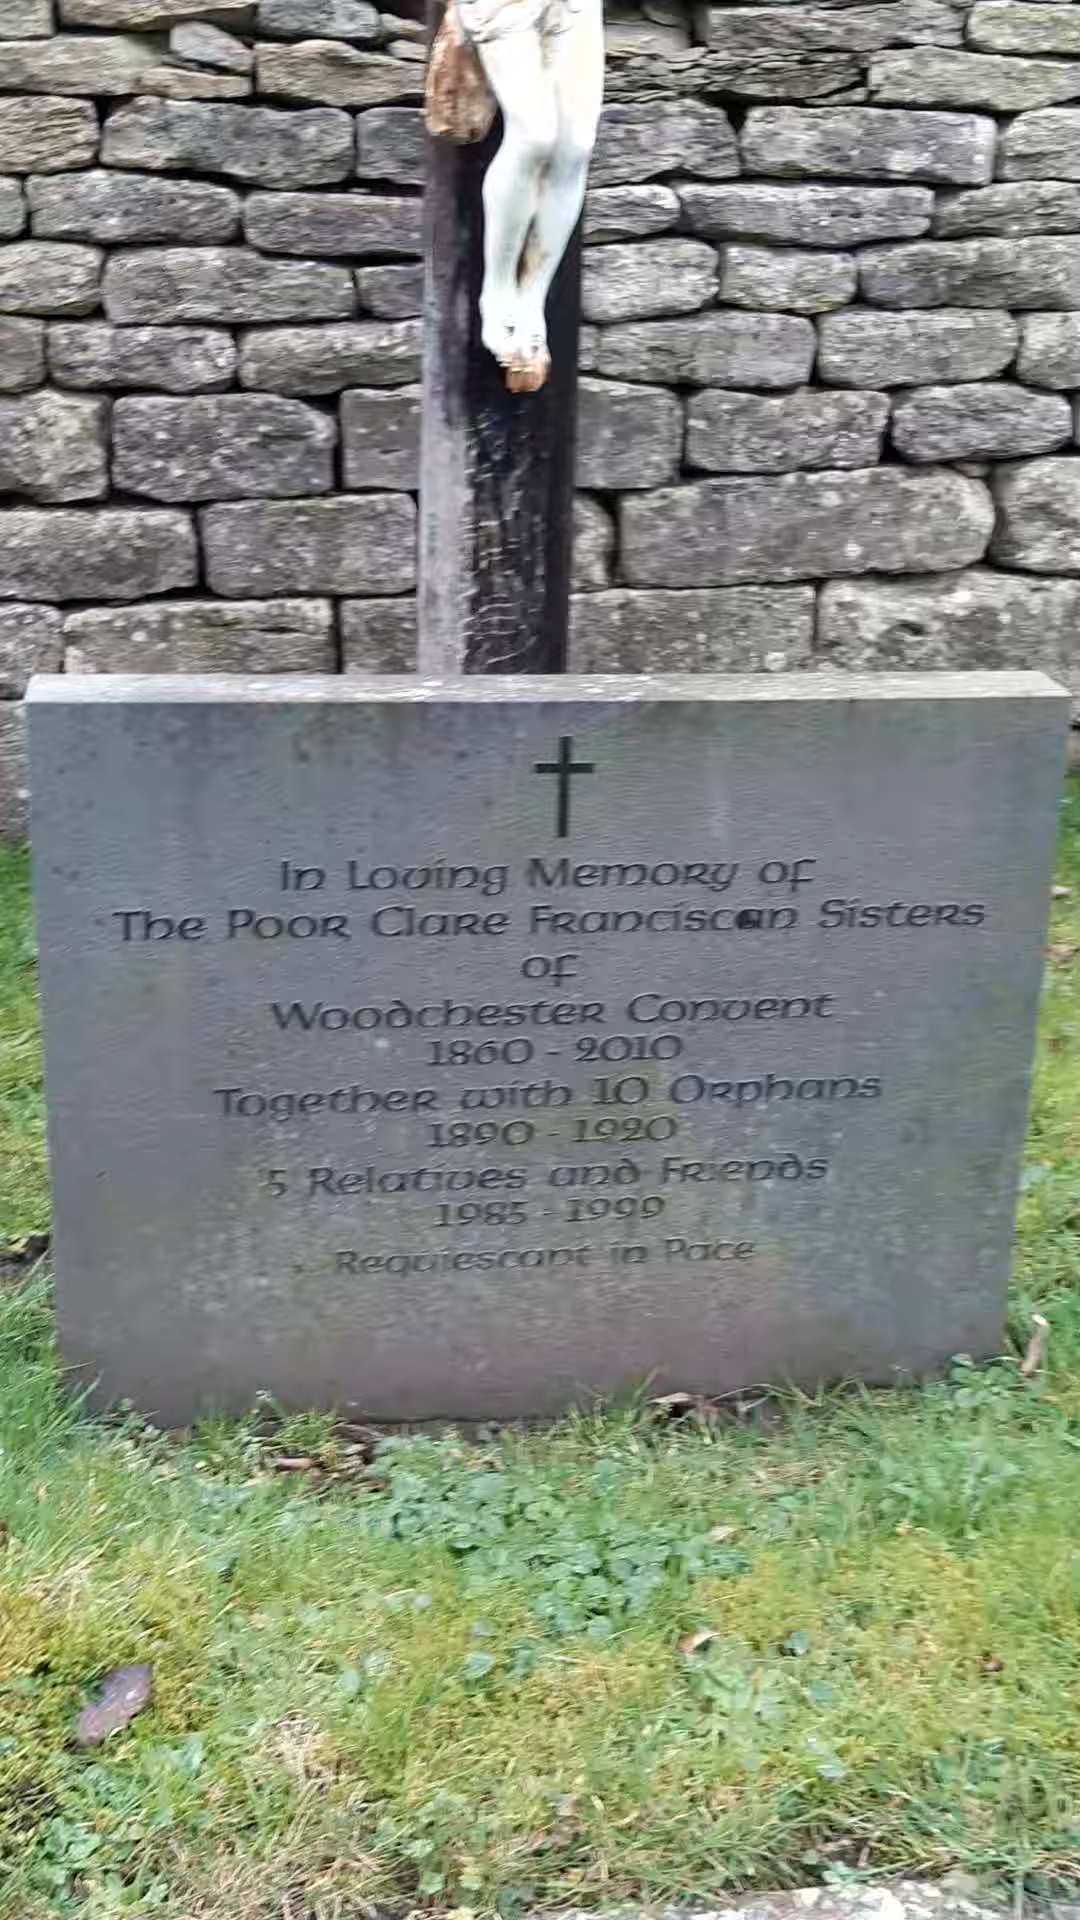 In Loving Memory of
The Poor Clare Franciscan Sisters
of
Woodchester Convent
1860 - 2010
Together with 10 Orphans
1890 - 1920
5 Relatives and Friends
1985 - 1999
Requiescant in Pace